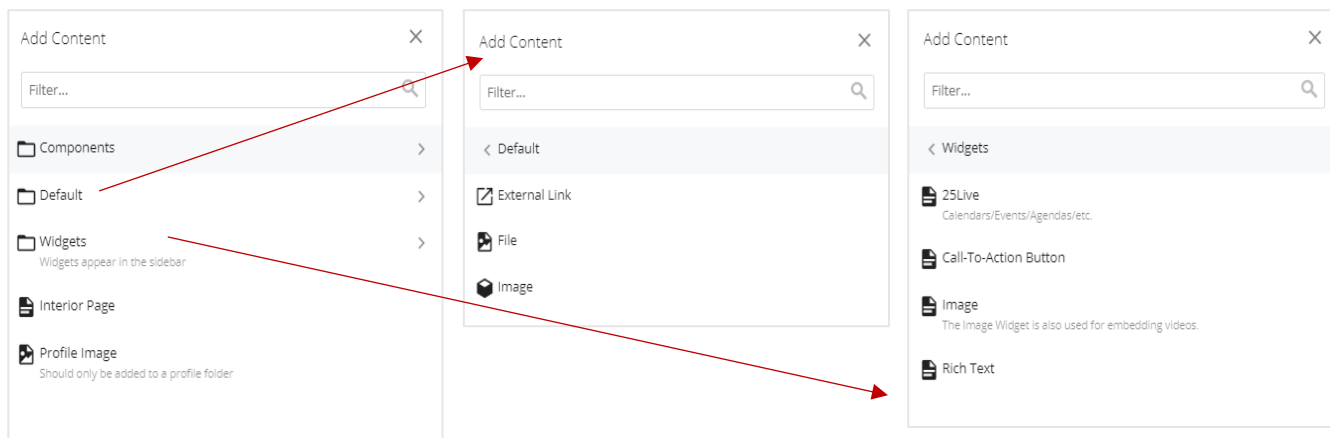 Add Content
Filter...
Components
Default
Widgets
Widgets appear in the sidebar
Interior Page
Profile Image
Should only be added to a profile folder
Add Content
Filter...
Default
External Link
File
Image
Add Content
Filter...
Widgets
25Live
Calendars/Events/Agendas/etc.
Call-To-Action Button
Image
The Image Widget is also used for embedding videos.
Rich Text